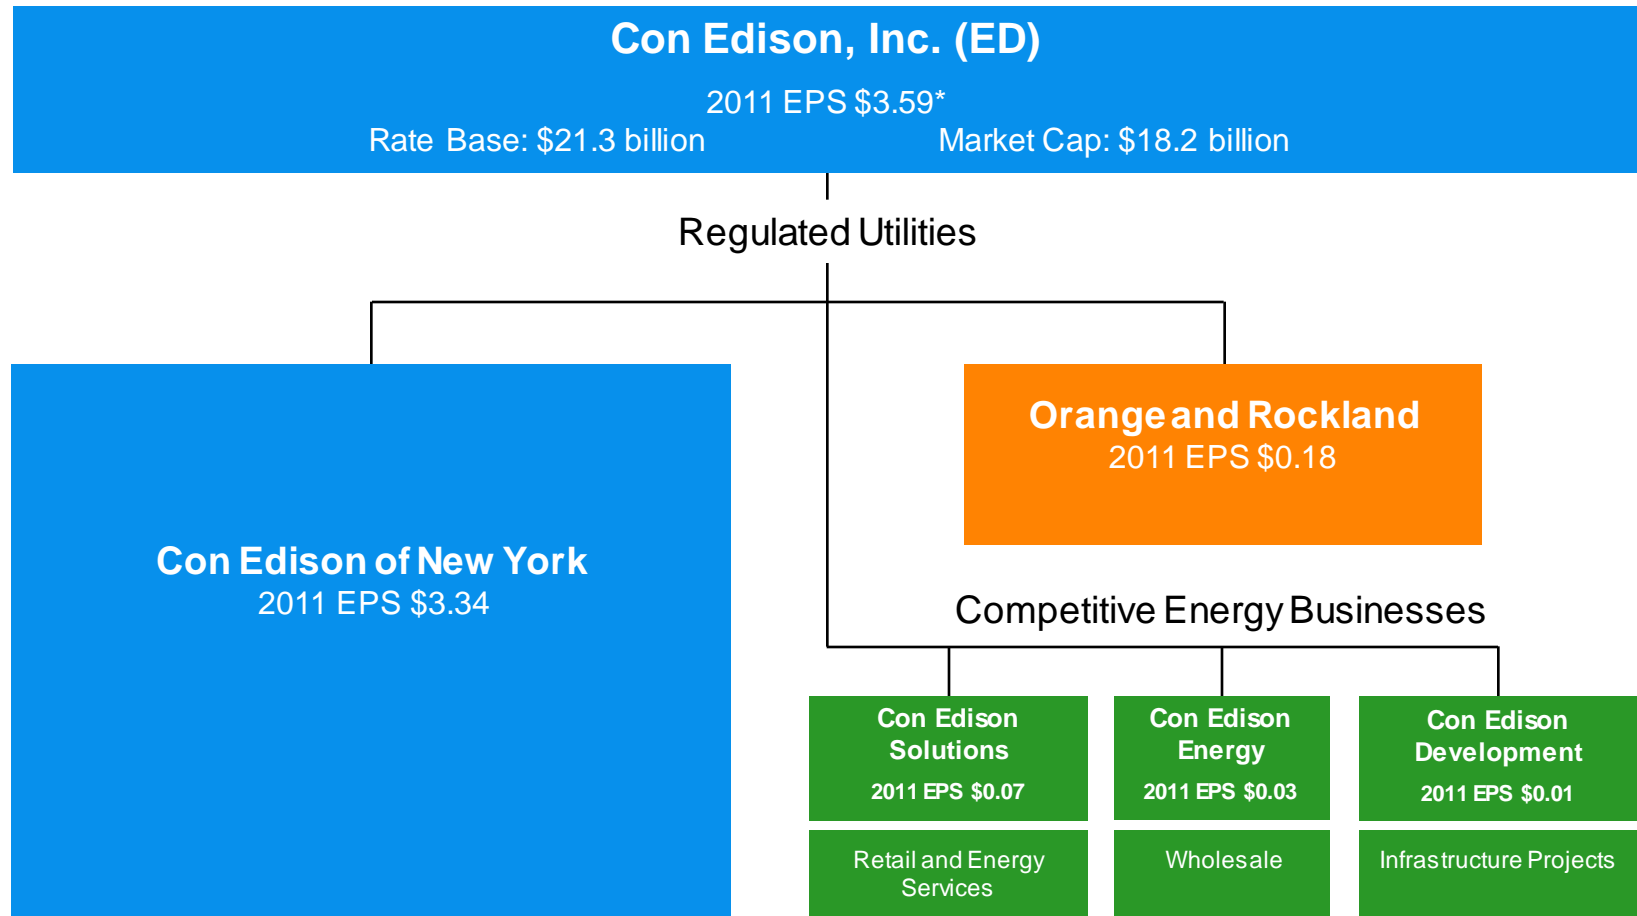 Con Edison, Inc. (ED)
2011 EPS $3.59*
Rate Base: $21.3 billion Market Cap: $18.2 billion
Regulated Utilities
Con Edison of New York
2011 EPS $3.34
Orange and Rockland
2011 EPS $0.18
Competitive Energy Businesses
Con Edison
Solutions
2011 EPS $0.07
Retail and Energy
Services
Con Edison
Energy
2011 EPS $0.03
Wholesale
Con Edison
Development
2011 EPS $0.01
Infrastructure Projects